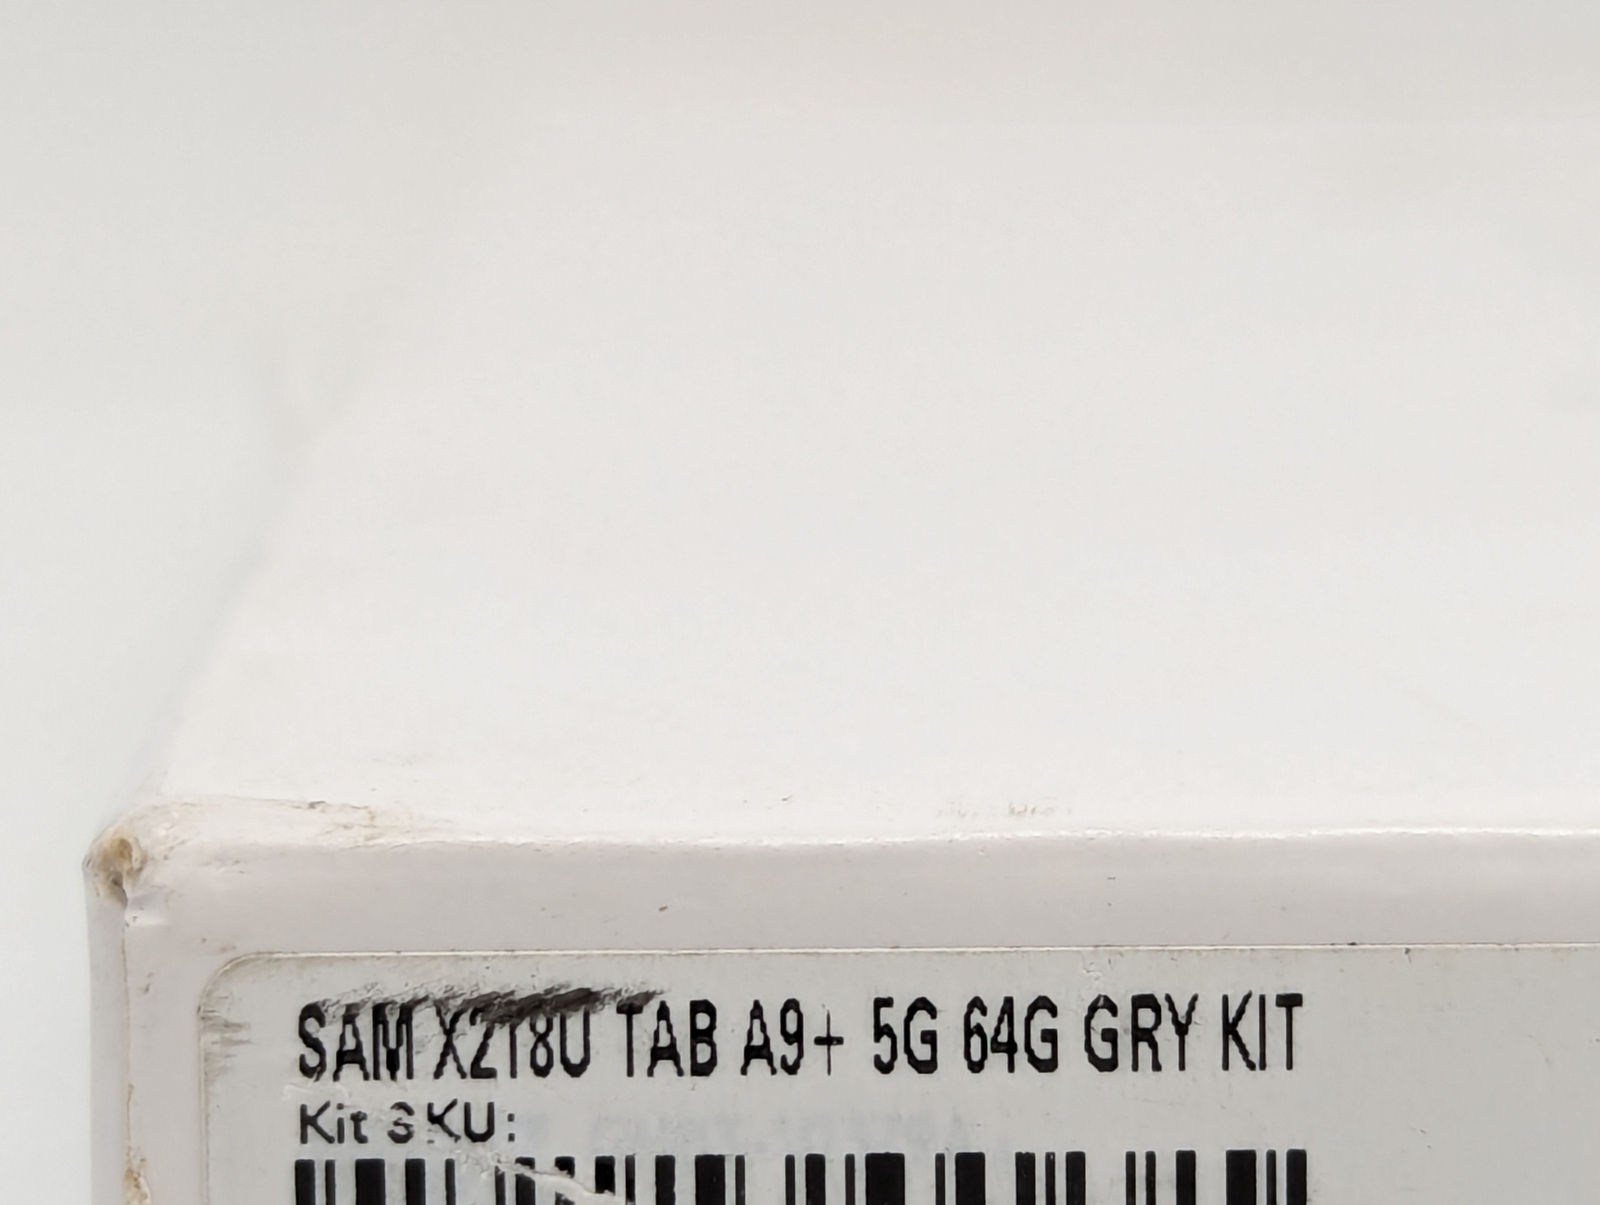 SAM X218U TAB A9+ 5G 64G GRY KIT
Kit SKU: